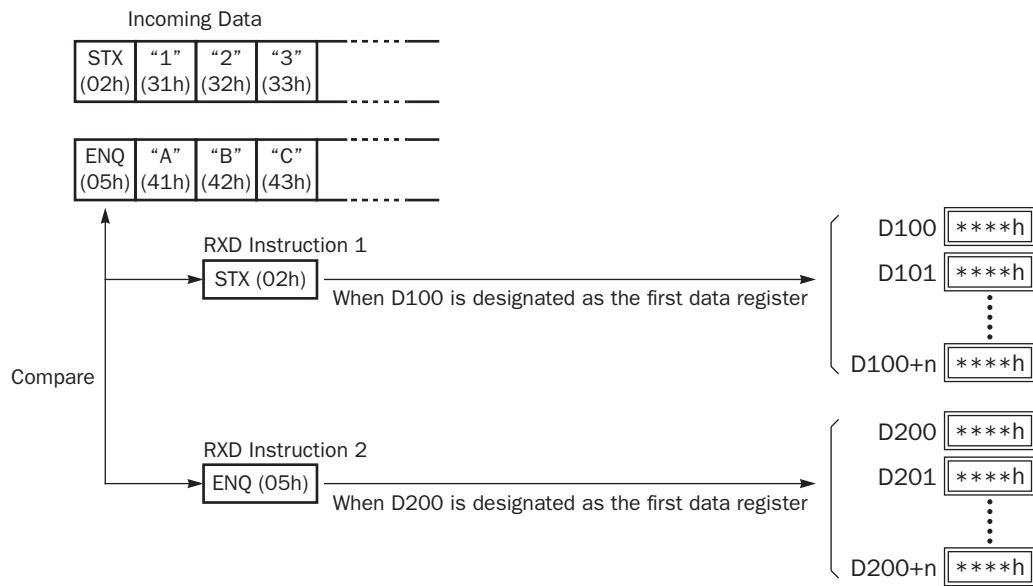 Incoming Data
STX “1” “2” “3”
(02h) (31h) (32h) (33h)
ENQ “A” “B” “C”
(05h) (41h) (42h) (43h)
RXD Instruction 1
STX (02h)
When D100 is designated as the first data register
D100 ****h
D101 ****h
D100+n ****h
Compare
RXD Instruction 2
ENQ (05h)
When D200 is designated as the first data register
D200 ****h
D201 ****h
D200+n ****h